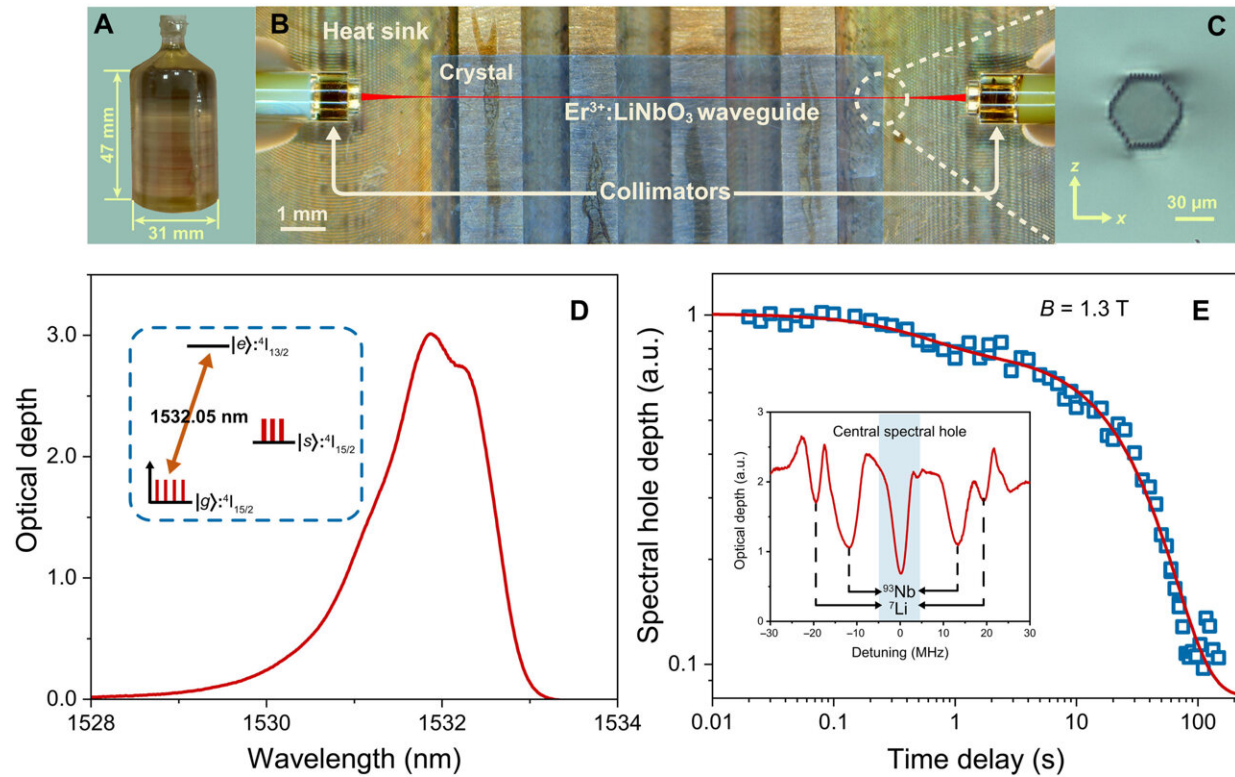 A
47 mm
31 mm
B
Heat sink
Crystal
Er³⁺:LiNbO₃ waveguide
Collimators
1 mm
C
z
x
30 µm
D
Optical depth
3.0
2.0
1.0
0.0
|e⟩:⁴I₁₃/₂
1532.05 nm
|s⟩:⁴I₁₅/₂
|g⟩:⁴I₁₅/₂
1528
1530
1532
1534
Wavelength (nm)
E
B = 1.3 T
Spectral hole depth (a.u.)
1
0.1
Central spectral hole
Optical depth (a.u.)
3
2
1
0
⁹³Nb
⁷Li
−30
−20
−10
0
10
20
30
Detuning (MHz)
0.01
0.1
1
10
100
Time delay (s)